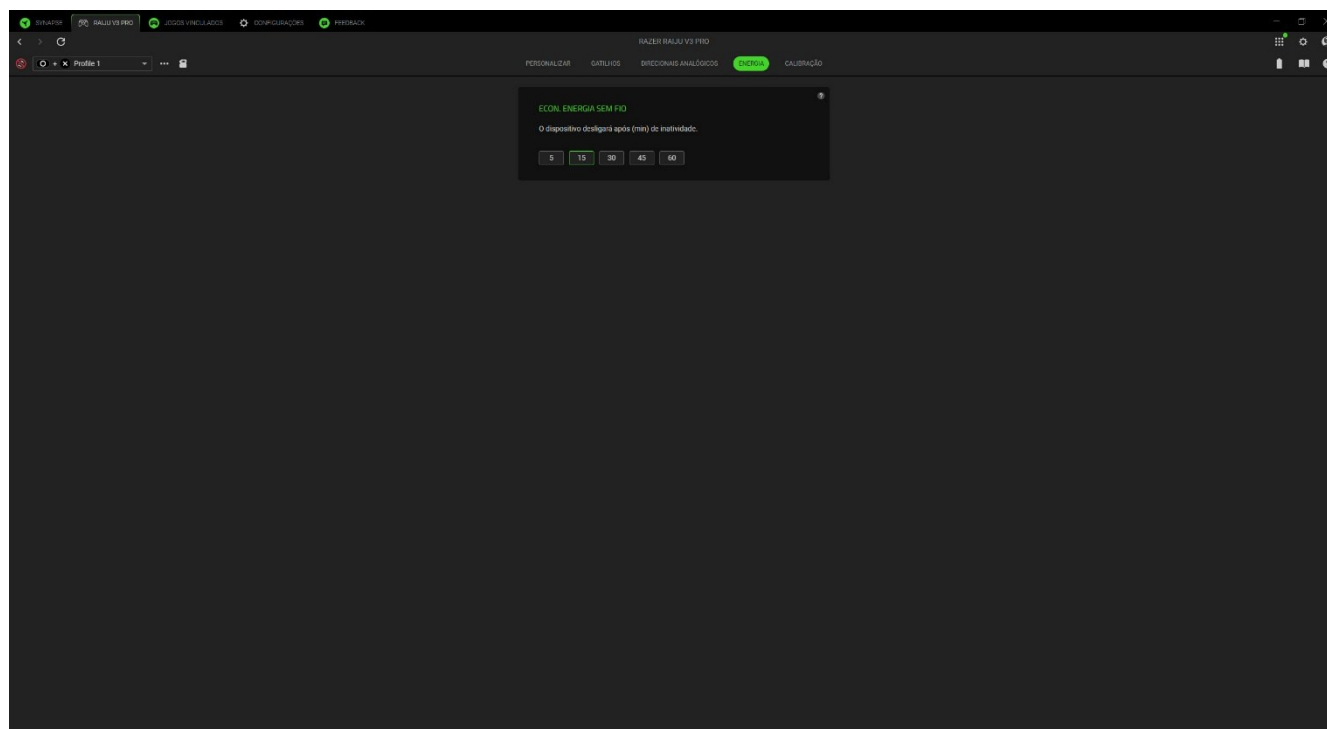 SYNAPSE RAIJU V3 PRO JOGOS VINCULADOS CONFIGURAÇÕES FEEDBACK
RAZER RAIJU V3 PRO
Profile 1
PERSONALIZAR GATILHOS DIRECIONAIS ANALÓGICOS ENERGIA CALIBRAÇÃO
ECON. ENERGIA SEM FIO
O dispositivo desligará após (min) de inatividade.
5 15 30 45 60